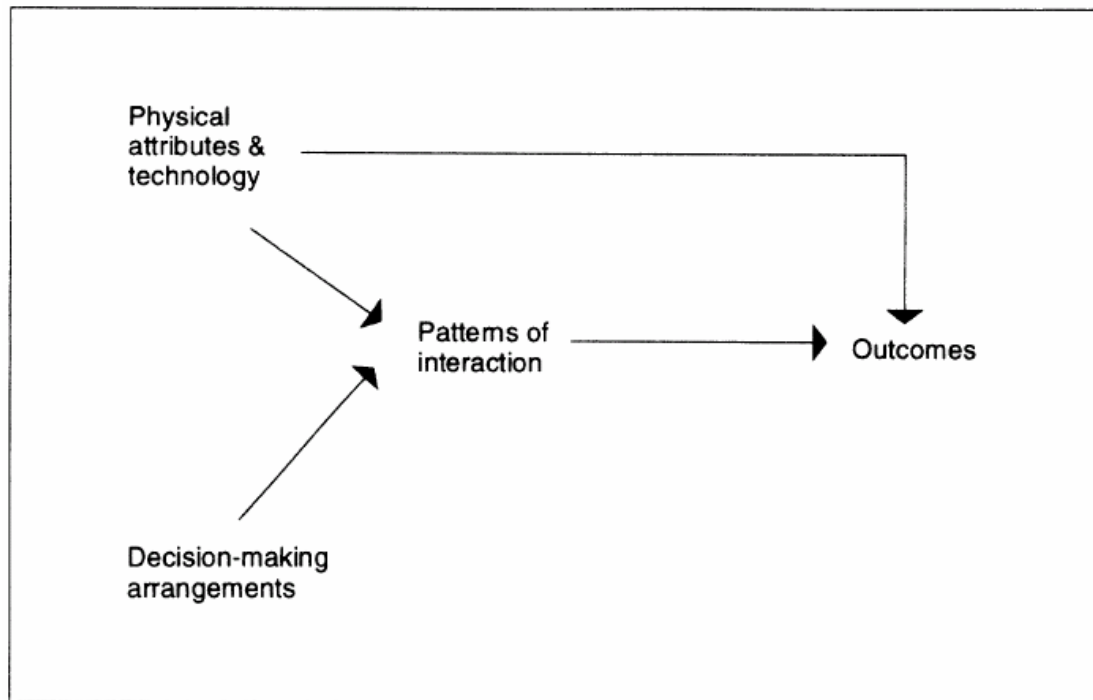 Physical
attributes &
technology
Patterns of
interaction
Outcomes
Decision-making
arrangements